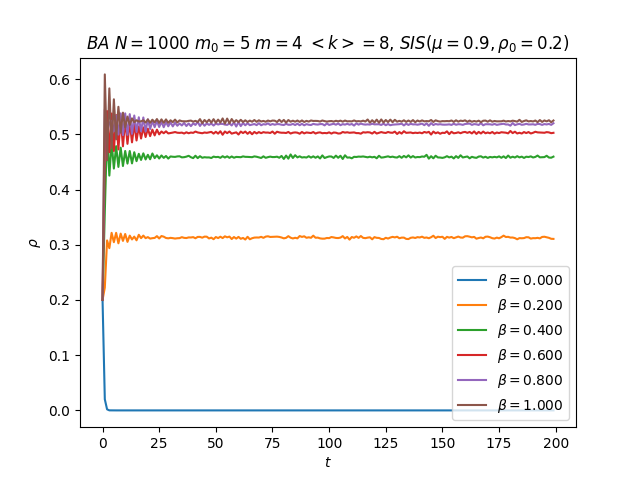 BA N = 1000 m₀ = 5 m = 4 < k >= 8, SIS(μ = 0.9, ρ₀ = 0.2)
0.6
0.5
0.4
0.3
0.2
0.1
0.0
ρ
β = 0.000
β = 0.200
β = 0.400
β = 0.600
β = 0.800
β = 1.000
0 25 50 75 100 125 150 175 200
t